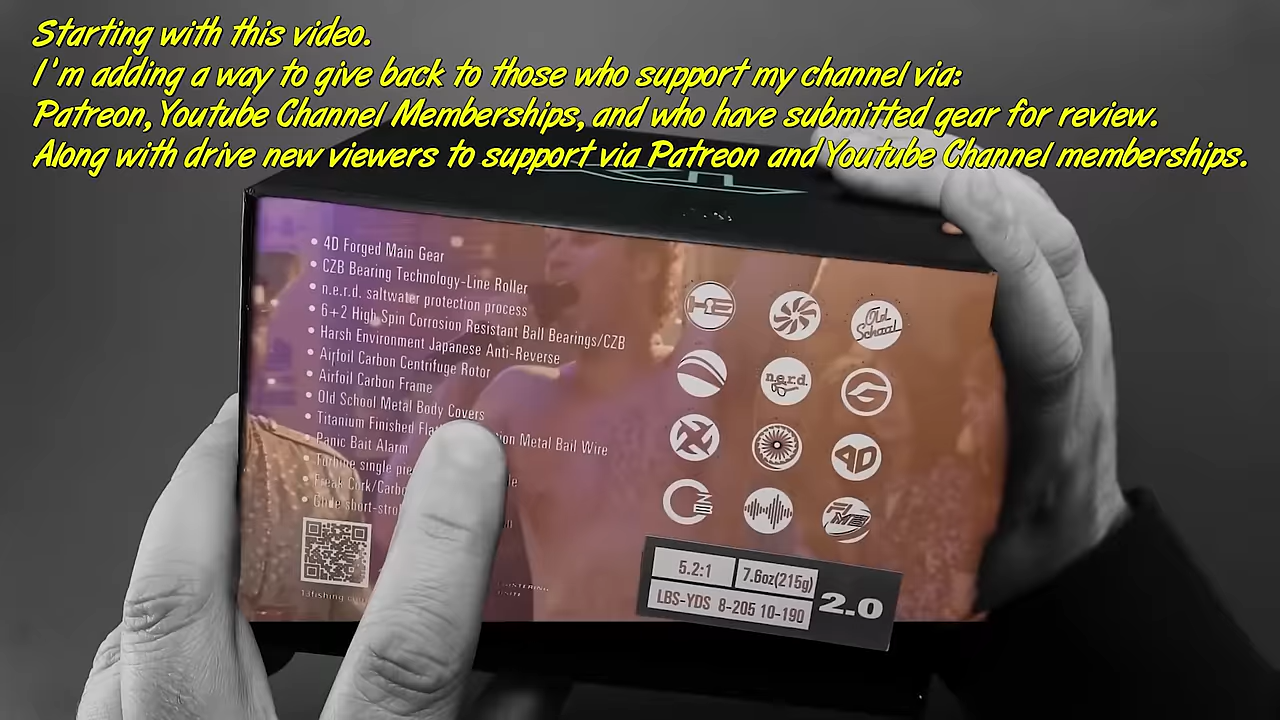 Starting with this video.
I'm adding a way to give back to those who support my channel via:
Patreon, Youtube Channel Memberships, and who have submitted gear for review.
Along with drive new viewers to support via Patreon and Youtube Channel memberships.
• 4D Forged Main Gear
• CZB Bearing Technology-Line Roller
• n.e.r.d. saltwater protection process
• 6+2 High Spin Corrosion Resistant Ball Bearings/CZB
• Harsh Environment Japanese Anti-Reverse
• Airfoil Carbon Centrifuge Rotor
• Airfoil Carbon Frame
• Old School Metal Body Covers
• Titanium Finished Metal Bail Wire
• Panic Bait Alarm
• single
• Freak Cork/
HE
Old School
n.e.r.d.
G
4D
5.2:1 7.6oz(215g)
LBS-YDS 8-205 10-190
2.0